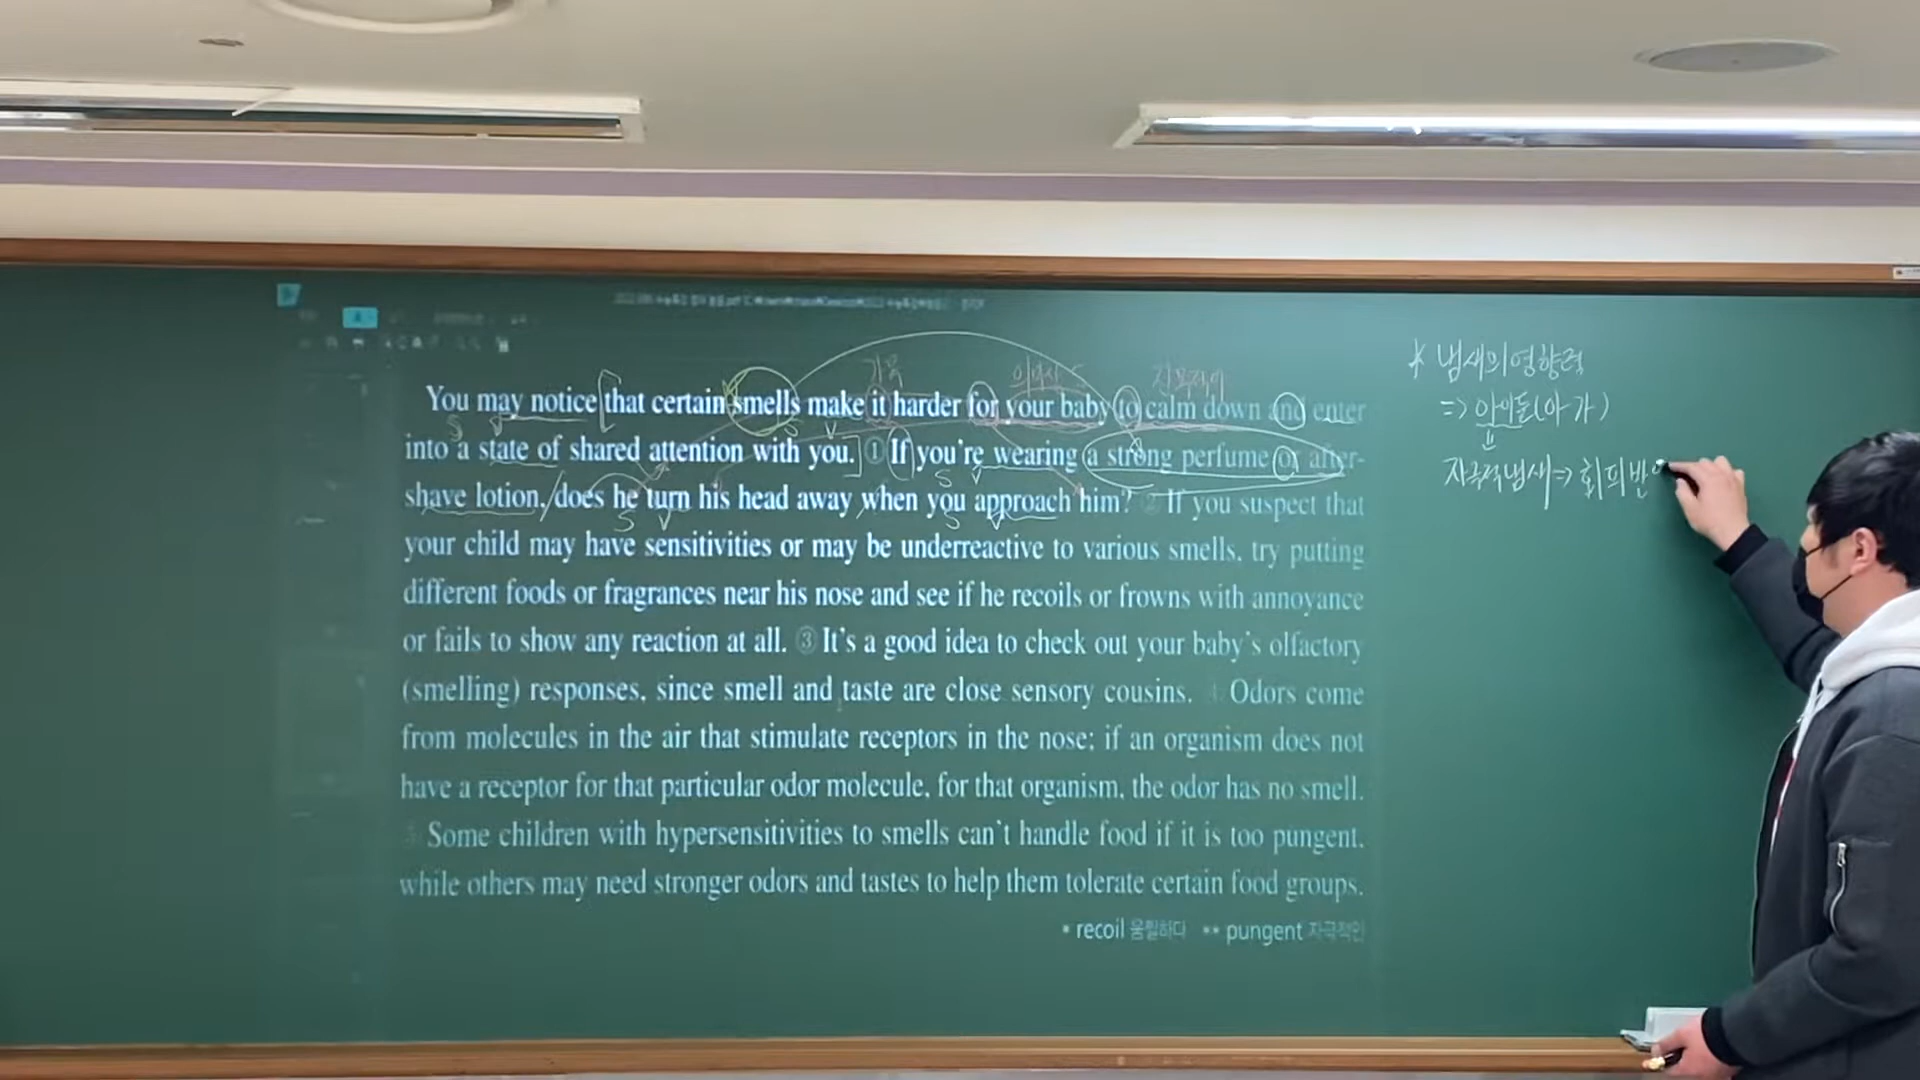 You may notice that certain smells make it harder for your baby to calm down and enter
into a state of shared attention with you. ① If you're wearing a strong perfume or after-
shave lotion, does he turn his head away when you approach him? ② If you suspect that
your child may have sensitivities or may be underreactive to various smells, try putting
different foods or fragrances near his nose and see if he recoils or frowns with annoyance
or fails to show any reaction at all. ③ It's a good idea to check out your baby's olfactory
(smelling) responses, since smell and taste are close sensory cousins. ④ Odors come
from molecules in the air that stimulate receptors in the nose; if an organism does not
have a receptor for that particular odor molecule, for that organism, the odor has no smell.
⑤ Some children with hypersensitivities to smells can't handle food if it is too pungent,
while others may need stronger odors and tastes to help them tolerate certain food groups.
* recoil 움찔하다 ** pungent 자극적인
가목 의미상 S 진목적어
S V S V
S V
S V S V
* 냄새의 영향력
=> 아이들(아가)
자극적 냄새 => 회피반